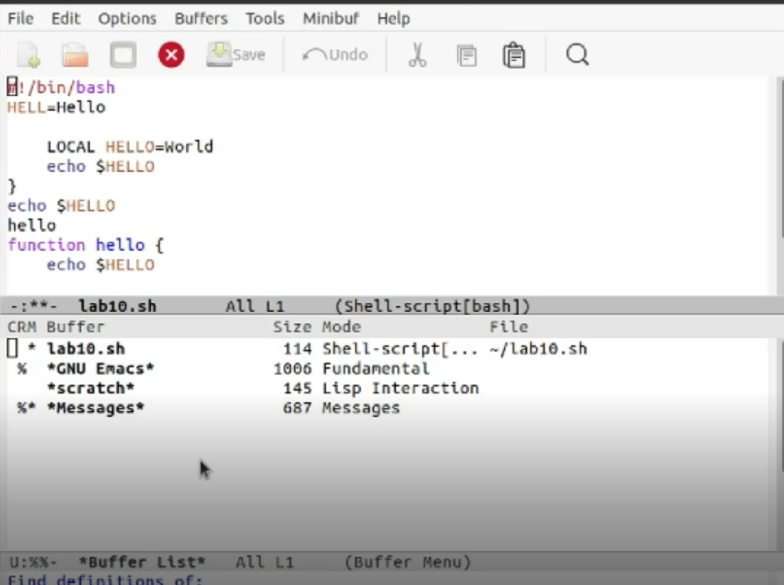 File Edit Options Buffers Tools Minibuf Help
Save Undo
#!/bin/bash
HELL=Hello
LOCAL HELLO=World
echo $HELLO
}
echo $HELLO
hello
function hello {
echo $HELLO
-:**- lab10.sh All L1 (Shell-script[bash])
CRM Buffer Size Mode File
* lab10.sh 114 Shell-script[... ~/lab10.sh
% *GNU Emacs* 1006 Fundamental
*scratch* 145 Lisp Interaction
%* *Messages* 687 Messages
U:%%- *Buffer List* All L1 (Buffer Menu)
Find definitions of: